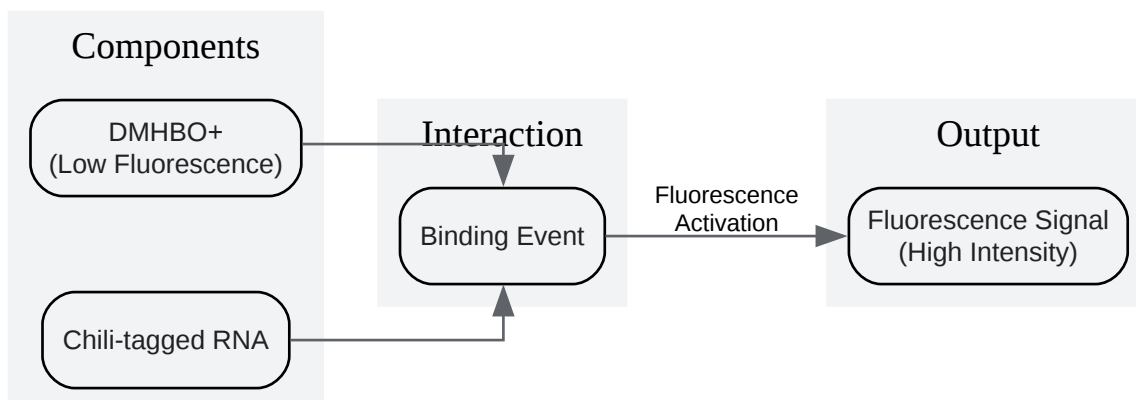 Components
DMHBO+
(Low Fluorescence)
Chili-tagged RNA
Interaction
Binding Event
Fluorescence
Activation
Output
Fluorescence Signal
(High Intensity)